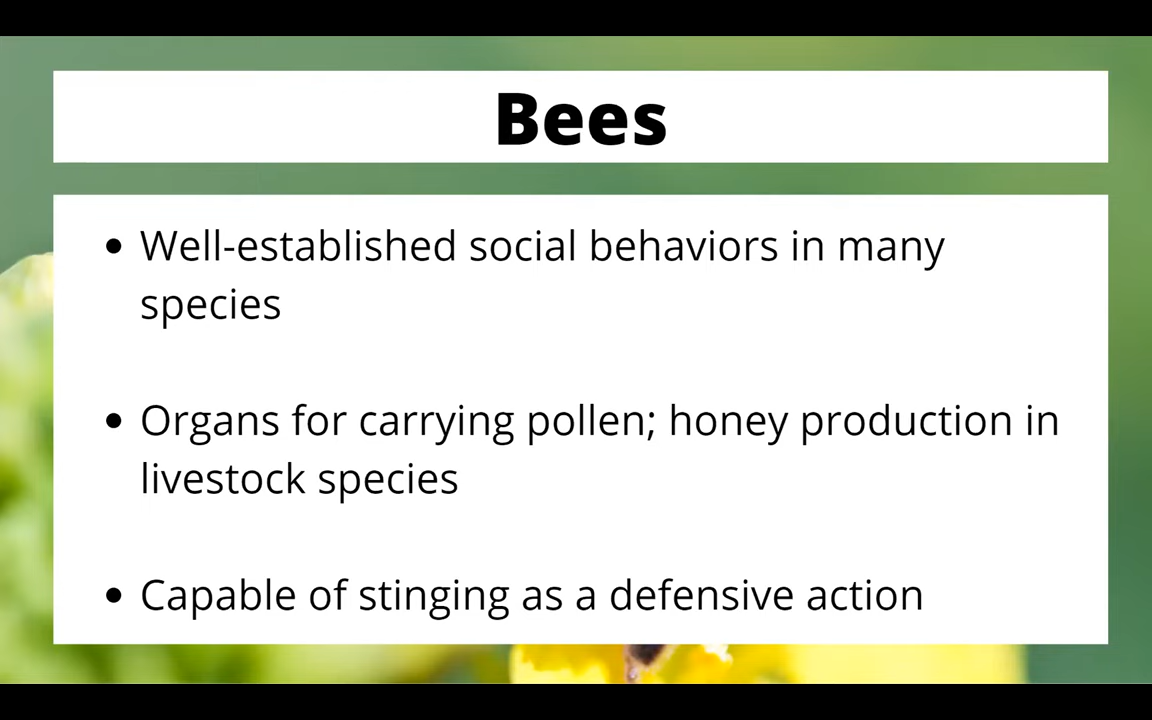 Bees
• Well-established social behaviors in many
species
• Organs for carrying pollen; honey production in
livestock species
• Capable of stinging as a defensive action